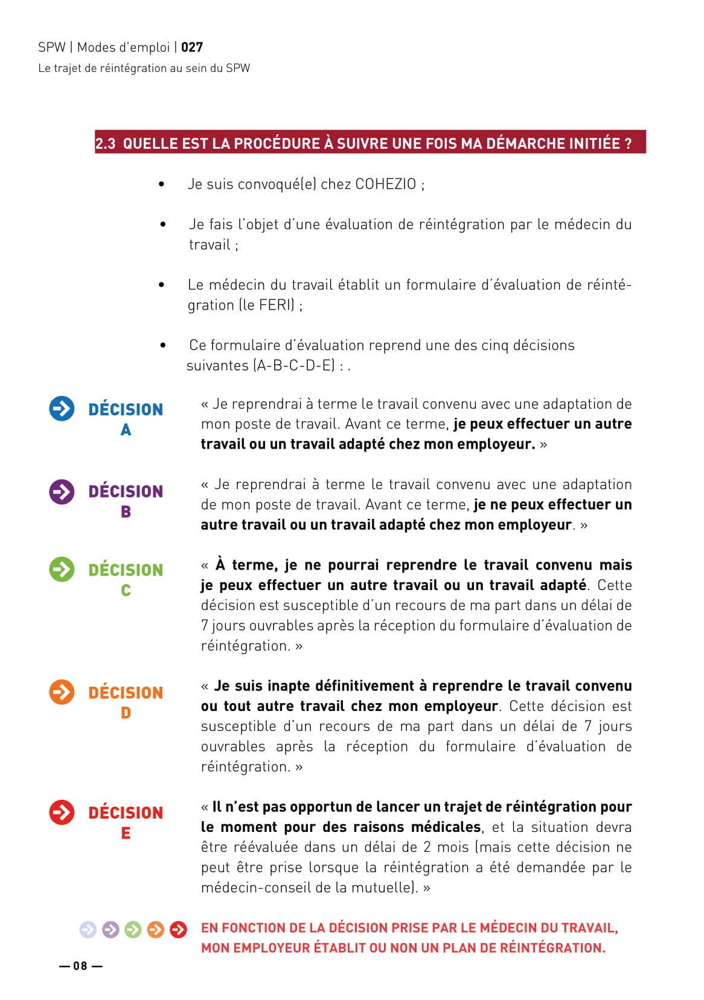 SPW | Modes d'emploi | 027
Le trajet de réintégration au sein du SPW
2.3 QUELLE EST LA PROCÉDURE À SUIVRE UNE FOIS MA DÉMARCHE INITIÉE ?
• Je suis convoqué(e) chez COHEZIO ;
• Je fais l'objet d'une évaluation de réintégration par le médecin du
travail ;
• Le médecin du travail établit un formulaire d'évaluation de réinté-
gration (le FERI) ;
• Ce formulaire d'évaluation reprend une des cinq décisions
suivantes (A-B-C-D-E) : .
DÉCISION
A
« Je reprendrai à terme le travail convenu avec une adaptation de
mon poste de travail. Avant ce terme, je peux effectuer un autre
travail ou un travail adapté chez mon employeur. »
DÉCISION
B
« Je reprendrai à terme le travail convenu avec une adaptation
de mon poste de travail. Avant ce terme, je ne peux effectuer un
autre travail ou un travail adapté chez mon employeur. »
DÉCISION
C
« À terme, je ne pourrai reprendre le travail convenu mais
je peux effectuer un autre travail ou un travail adapté. Cette
décision est susceptible d'un recours de ma part dans un délai de
7 jours ouvrables après la réception du formulaire d'évaluation de
réintégration. »
DÉCISION
D
« Je suis inapte définitivement à reprendre le travail convenu
ou tout autre travail chez mon employeur. Cette décision est
susceptible d'un recours de ma part dans un délai de 7 jours
ouvrables après la réception du formulaire d'évaluation de
réintégration. »
DÉCISION
E
« Il n'est pas opportun de lancer un trajet de réintégration pour
le moment pour des raisons médicales, et la situation devra
être réévaluée dans un délai de 2 mois (mais cette décision ne
peut être prise lorsque la réintégration a été demandée par le
médecin-conseil de la mutuelle). »
EN FONCTION DE LA DÉCISION PRISE PAR LE MÉDECIN DU TRAVAIL,
MON EMPLOYEUR ÉTABLIT OU NON UN PLAN DE RÉINTÉGRATION.
— 08 —